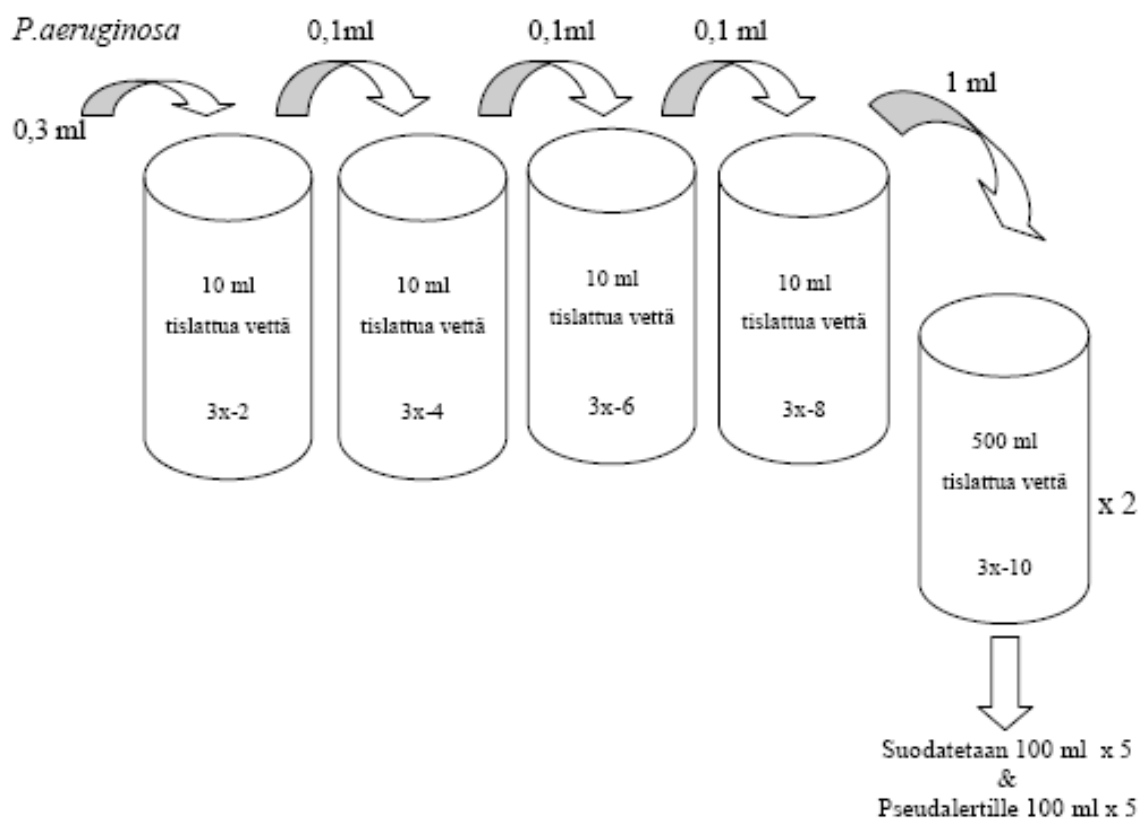 P.aeruginosa
0,1ml
0,1ml
0,1 ml
1 ml
0,3 ml
10 ml
tislattua vettä
3x-2
10 ml
tislattua vettä
3x-4
10 ml
tislattua vettä
3x-6
10 ml
tislattua vettä
3x-8
500 ml
tislattua vettä
3x-10
x 2
Suodatetaan 100 ml x 5
&
Pseudalertille 100 ml x 5